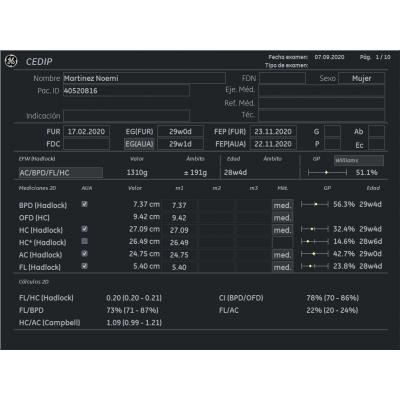 GE CEDIP Fecha examen: 07.09.2020 Pág. 1 / 10
Tipo de examen:
Nombre Martinez Noemi FDN Sexo Mujer
Pac. ID 40520816 Eje. Méd.
Ref. Méd.
Indicación Téc.
FUR 17.02.2020 EG(FUR) 29w0d FEP (FUR) 23.11.2020 G Ab
FDC EG(AUA) 29w1d FEP(AUA) 22.11.2020 P Ec
EFW (Hadlock) Valor Ámbito Edad Ámbito GP Williams
AC/BPD/FL/HC 1310g ± 191g 28w4d 51.1%
Mediciones 2D AUA Valor m1 m2 m3 Mét. GP Edad
BPD (Hadlock) 7.37 cm 7.37 med. 56.3% 29w4d
OFD (HC) 9.42 cm 9.42 med.
HC (Hadlock) 27.09 cm 27.09 med. 32.4% 29w4d
HC* (Hadlock) 26.49 cm 26.49 14.6% 28w6d
AC (Hadlock) 24.75 cm 24.75 med. 42.7% 29w0d
FL (Hadlock) 5.40 cm 5.40 med. 23.8% 28w4d
Cálculos 2D
FL/HC (Hadlock) 0.20 (0.20 - 0.21) CI (BPD/OFD) 78% (70 - 86%)
FL/BPD 73% (71 - 87%) FL/AC 22% (20 - 24%)
HC/AC (Campbell) 1.09 (0.99 - 1.21)